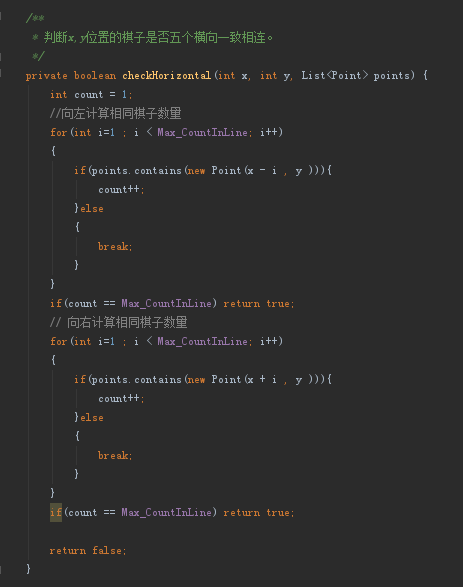 /**
* 判断x,y位置的棋子是否五个横向一致相连。
*/
private boolean checkHorizontal(int x, int y, List<Point> points) {
int count = 1;
//向左计算相同棋子数量
for(int i=1 ; i < Max_CountInLine; i++)
{
if(points.contains(new Point(x - i , y ))){
count++;
}else
{
break;
}
}
if(count == Max_CountInLine) return true;
// 向右计算相同棋子数量
for(int i=1 ; i < Max_CountInLine; i++)
{
if(points.contains(new Point(x + i , y ))){
count++;
}else
{
break;
}
}
if(count == Max_CountInLine) return true;
return false;
}